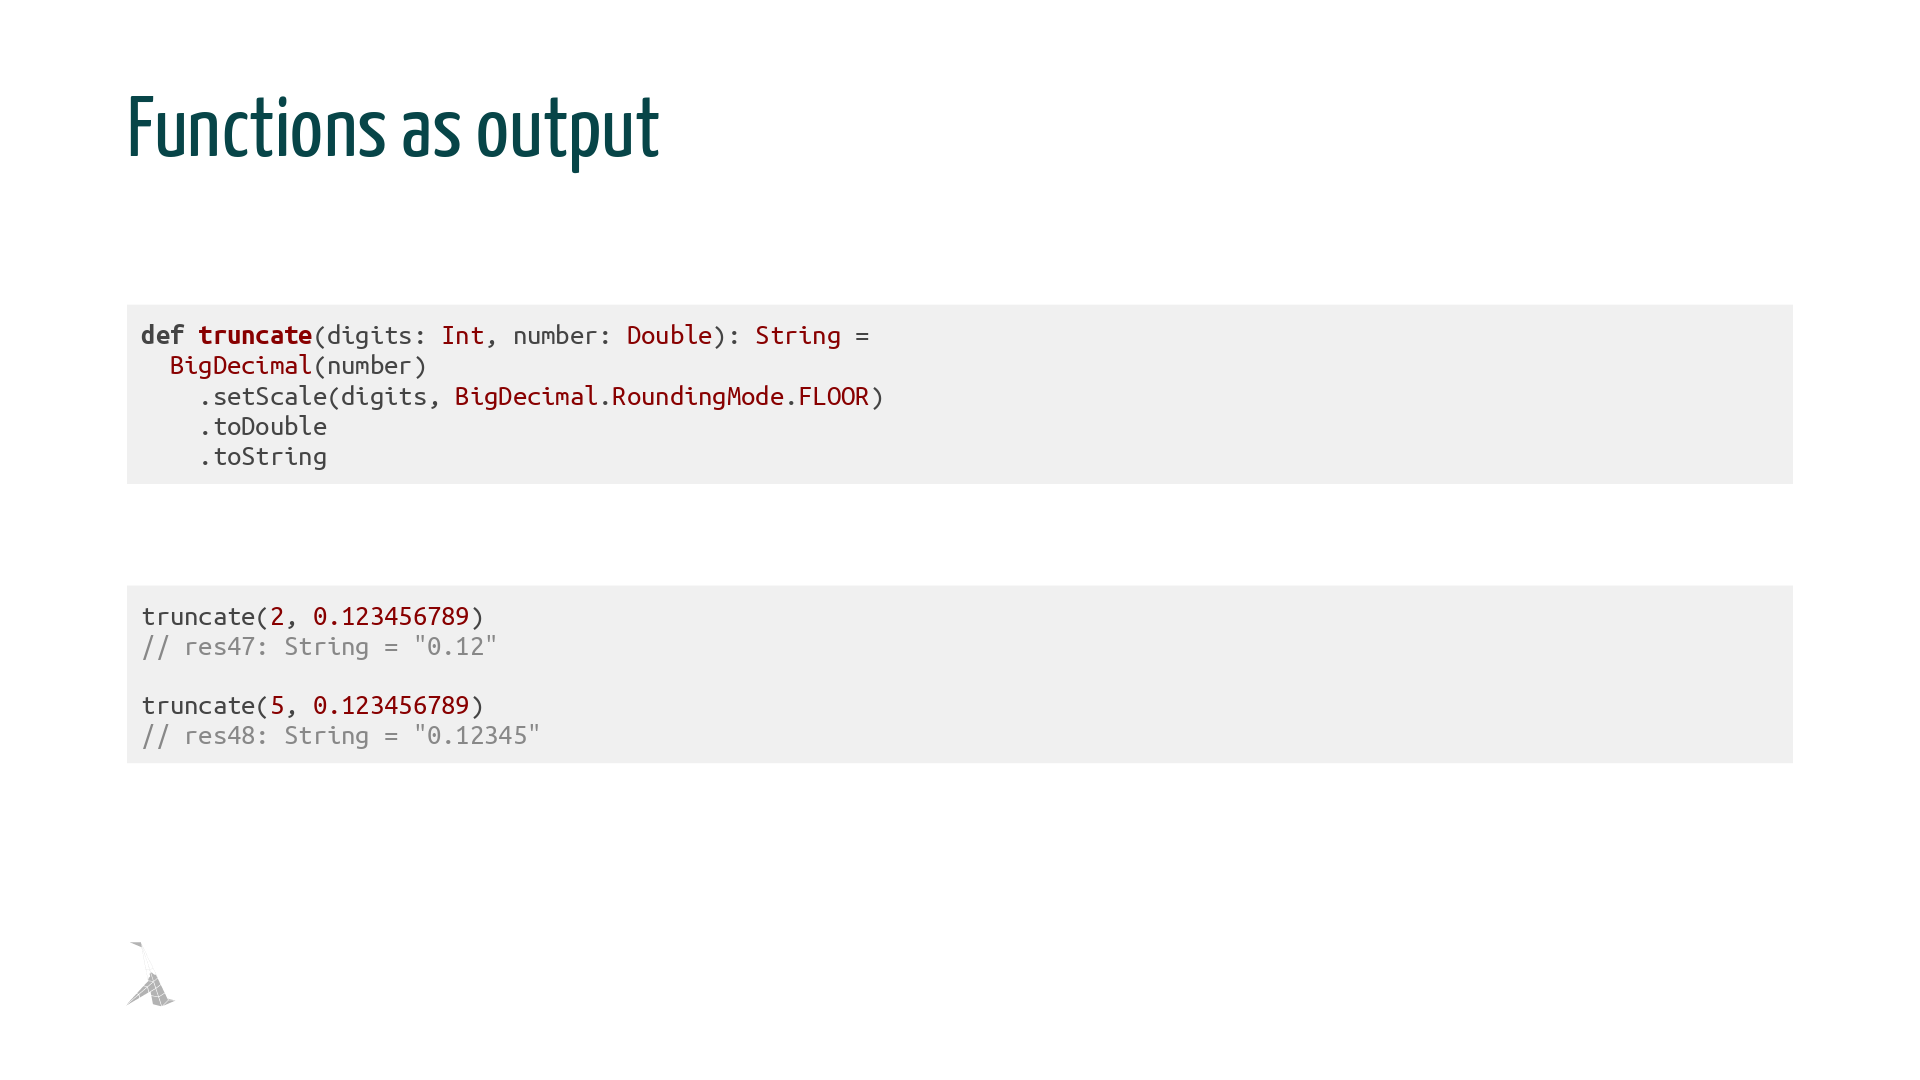 Functions as output
def truncate(digits: Int, number: Double): String =
  BigDecimal(number)
    .setScale(digits, BigDecimal.RoundingMode.FLOOR)
    .toDouble
    .toString
truncate(2, 0.123456789)
// res47: String = "0.12"
truncate(5, 0.123456789)
// res48: String = "0.12345"